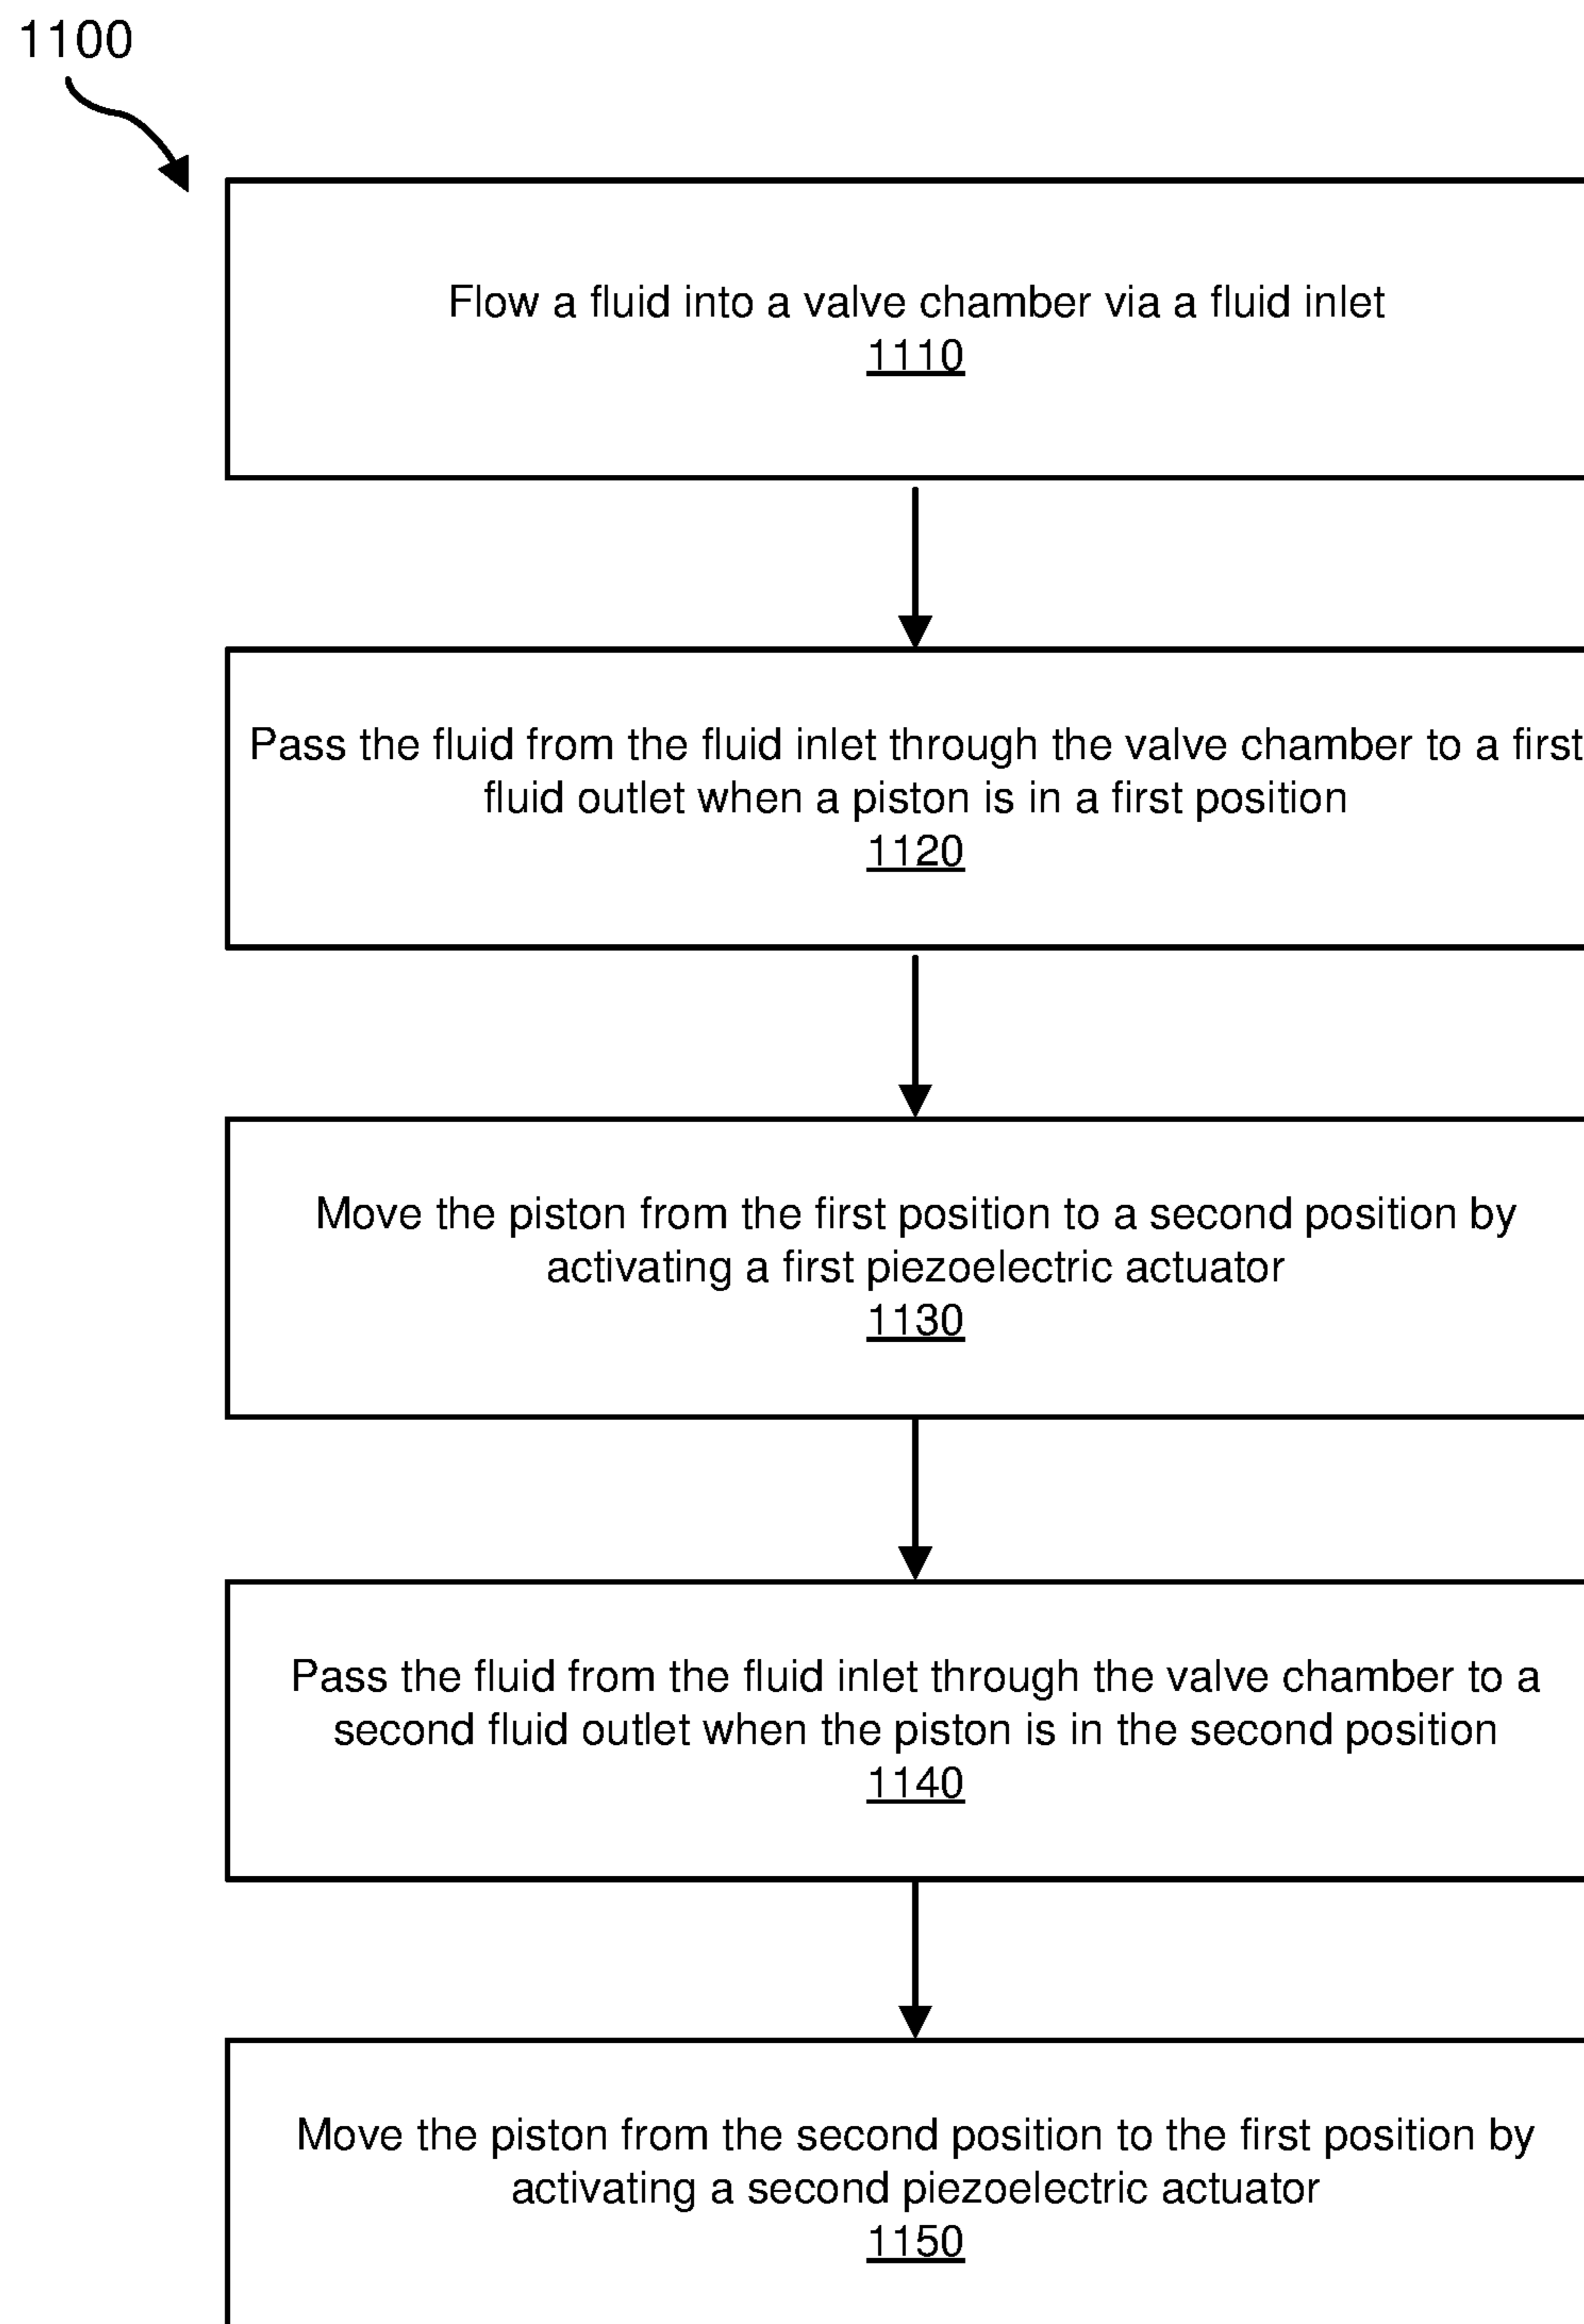 1100
Flow a fluid into a valve chamber via a fluid inlet
1110
Pass the fluid from the fluid inlet through the valve chamber to a first
fluid outlet when a piston is in a first position
1120
Move the piston from the first position to a second position by
activating a first piezoelectric actuator
1130
Pass the fluid from the fluid inlet through the valve chamber to a
second fluid outlet when the piston is in the second position
1140
Move the piston from the second position to the first position by
activating a second piezoelectric actuator
1150